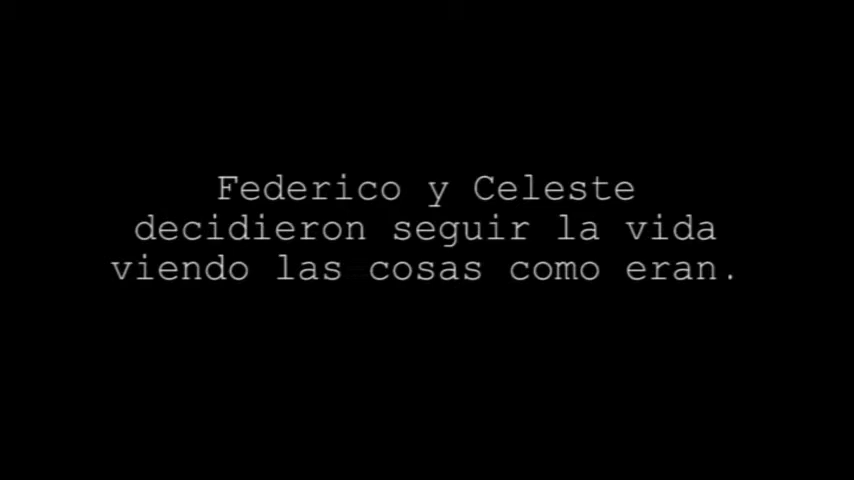 Federico y Celeste
decidieron seguir la vida
viendo las cosas como eran.